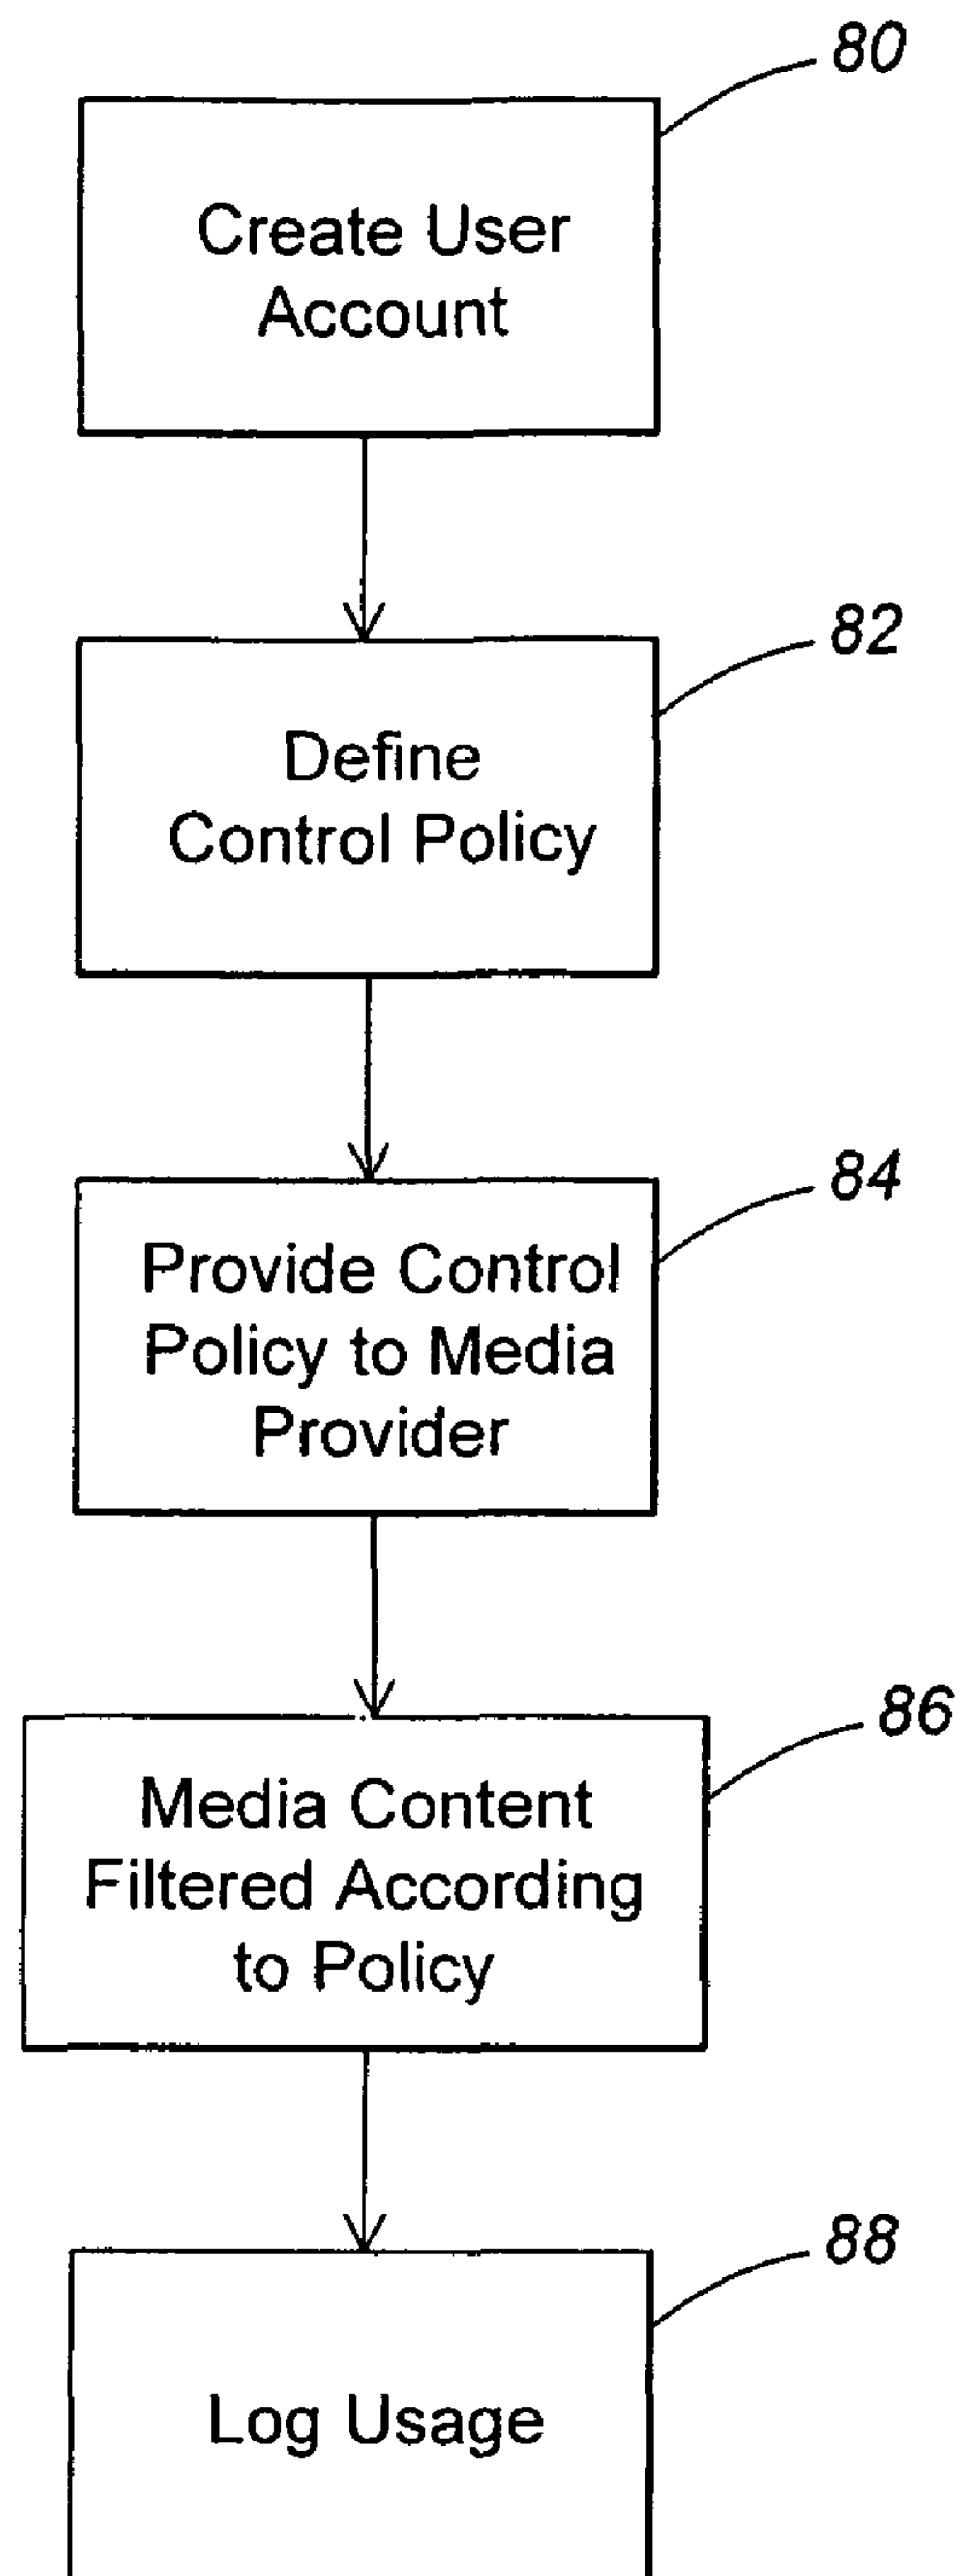 80
Create User
Account
82
Define
Control Policy
84
Provide Control
Policy to Media
Provider
86
Media Content
Filtered According
to Policy
88
Log Usage